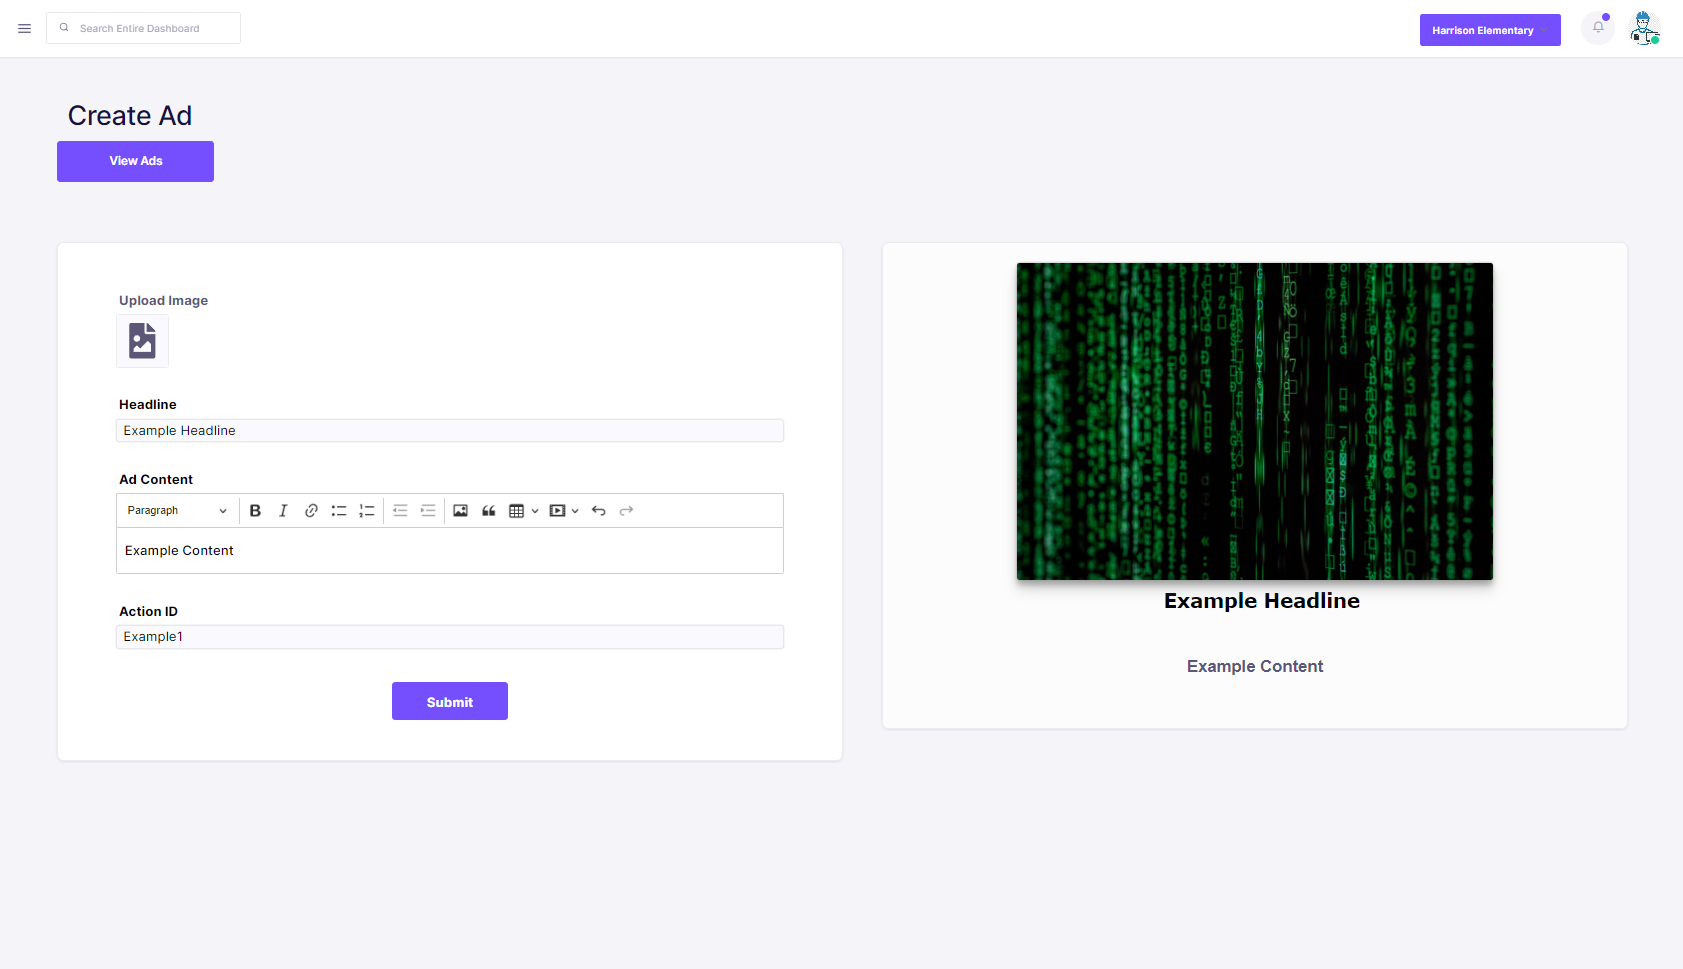 Search Entire Dashboard
Harrison Elementary
Create Ad
View Ads
Upload Image
Headline
Example Headline
Ad Content
Paragraph
Example Content
Action ID
Example1
Submit
Example Headline
Example Content